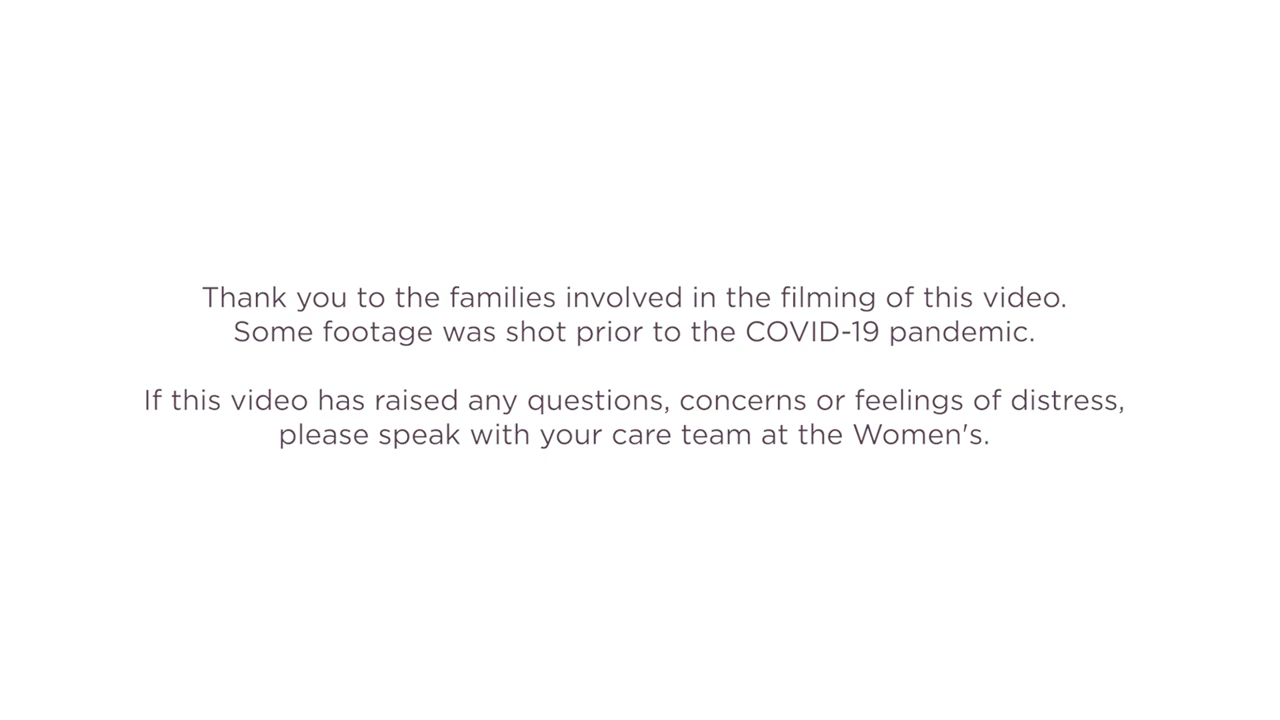 Thank you to the families involved in the filming of this video.
Some footage was shot prior to the COVID-19 pandemic.
If this video has raised any questions, concerns or feelings of distress,
please speak with your care team at the Women's.